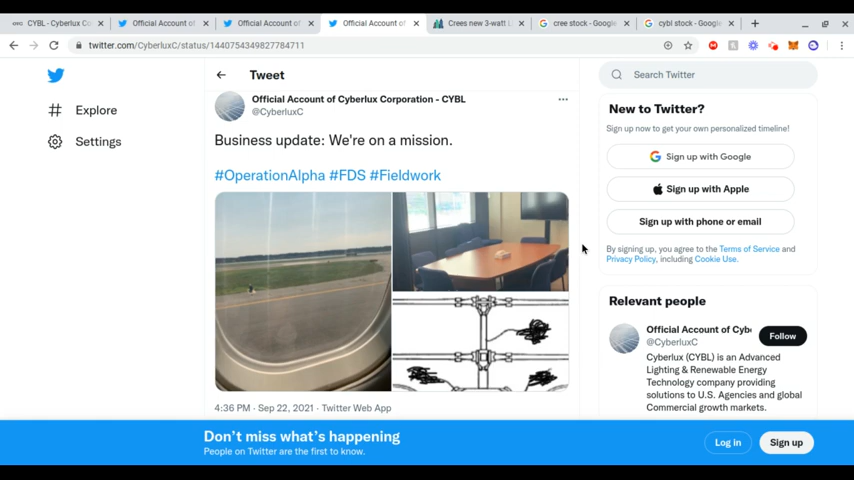 CYBL - Cyberlux Co
Official Account of
Official Account of
Official Account of
Crees new 3-watt L
cree stock - Google
cybl stock - Google
twitter.com/CyberluxC/status/1440754349827784711
Explore
Settings
Tweet
Official Account of Cyberlux Corporation - CYBL
@CyberluxC
Business update: We're on a mission.
#OperationAlpha #FDS #Fieldwork
4:36 PM · Sep 22, 2021 · Twitter Web App
Search Twitter
New to Twitter?
Sign up now to get your own personalized timeline!
Sign up with Google
Sign up with Apple
Sign up with phone or email
By signing up, you agree to the Terms of Service and
Privacy Policy, including Cookie Use.
Relevant people
Official Account of Cyb
@CyberluxC
Follow
Cyberlux (CYBL) is an Advanced
Lighting & Renewable Energy
Technology company providing
solutions to U.S. Agencies and global
Commercial growth markets.
Don't miss what's happening
People on Twitter are the first to know.
Log in
Sign up